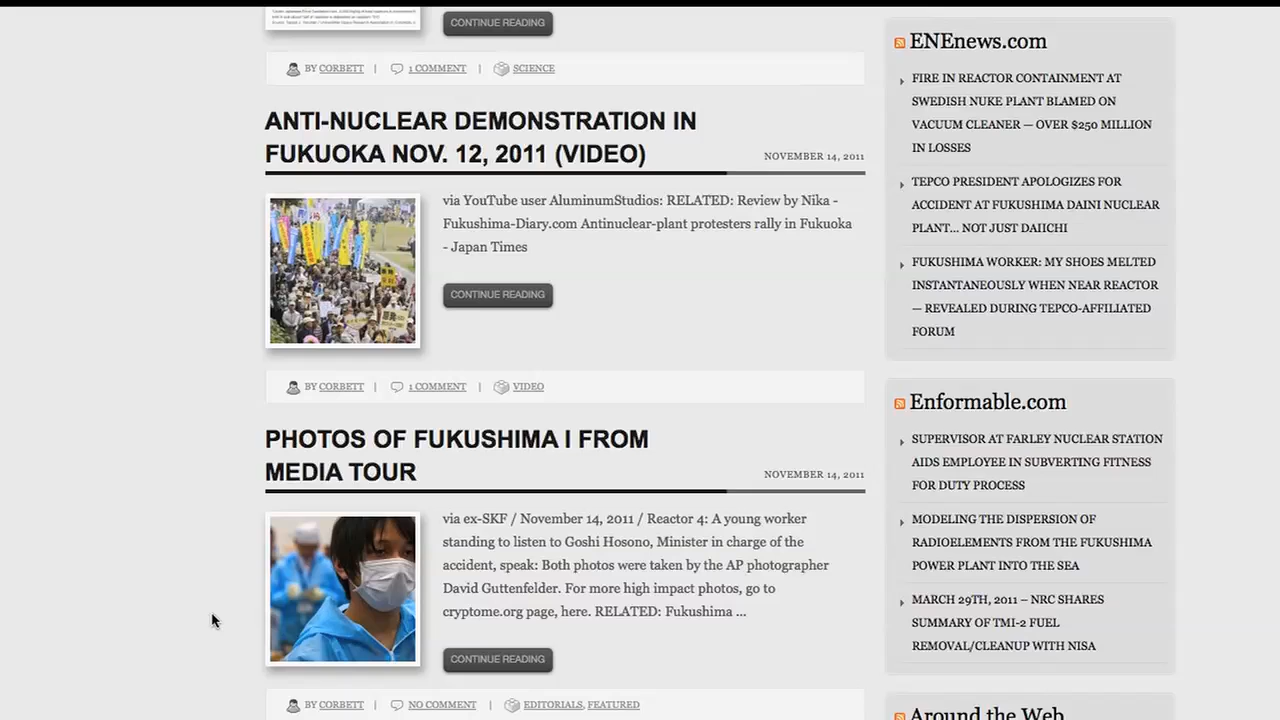 CONTINUE READING
BY CORBETT | 1 COMMENT | SCIENCE
ANTI-NUCLEAR DEMONSTRATION IN
FUKUOKA NOV. 12, 2011 (VIDEO)
NOVEMBER 14, 2011
via YouTube user AluminumStudios: RELATED: Review by Nika -
Fukushima-Diary.com Antinuclear-plant protesters rally in Fukuoka
- Japan Times
CONTINUE READING
BY CORBETT | 1 COMMENT | VIDEO
PHOTOS OF FUKUSHIMA I FROM
MEDIA TOUR
NOVEMBER 14, 2011
via ex-SKF / November 14, 2011 / Reactor 4: A young worker
standing to listen to Goshi Hosono, Minister in charge of the
accident, speak: Both photos were taken by the AP photographer
David Guttenfelder. For more high impact photos, go to
cryptome.org page, here. RELATED: Fukushima ...
CONTINUE READING
BY CORBETT | NO COMMENT | EDITORIALS, FEATURED
ENEnews.com
FIRE IN REACTOR CONTAINMENT AT
SWEDISH NUKE PLANT BLAMED ON
VACUUM CLEANER — OVER $250 MILLION
IN LOSSES
TEPCO PRESIDENT APOLOGIZES FOR
ACCIDENT AT FUKUSHIMA DAINI NUCLEAR
PLANT... NOT JUST DAIICHI
FUKUSHIMA WORKER: MY SHOES MELTED
INSTANTANEOUSLY WHEN NEAR REACTOR
— REVEALED DURING TEPCO-AFFILIATED
FORUM
Enformable.com
SUPERVISOR AT FARLEY NUCLEAR STATION
AIDS EMPLOYEE IN SUBVERTING FITNESS
FOR DUTY PROCESS
MODELING THE DISPERSION OF
RADIOELEMENTS FROM THE FUKUSHIMA
POWER PLANT INTO THE SEA
MARCH 29TH, 2011 – NRC SHARES
SUMMARY OF TMI-2 FUEL
REMOVAL/CLEANUP WITH NISA
Around the Web